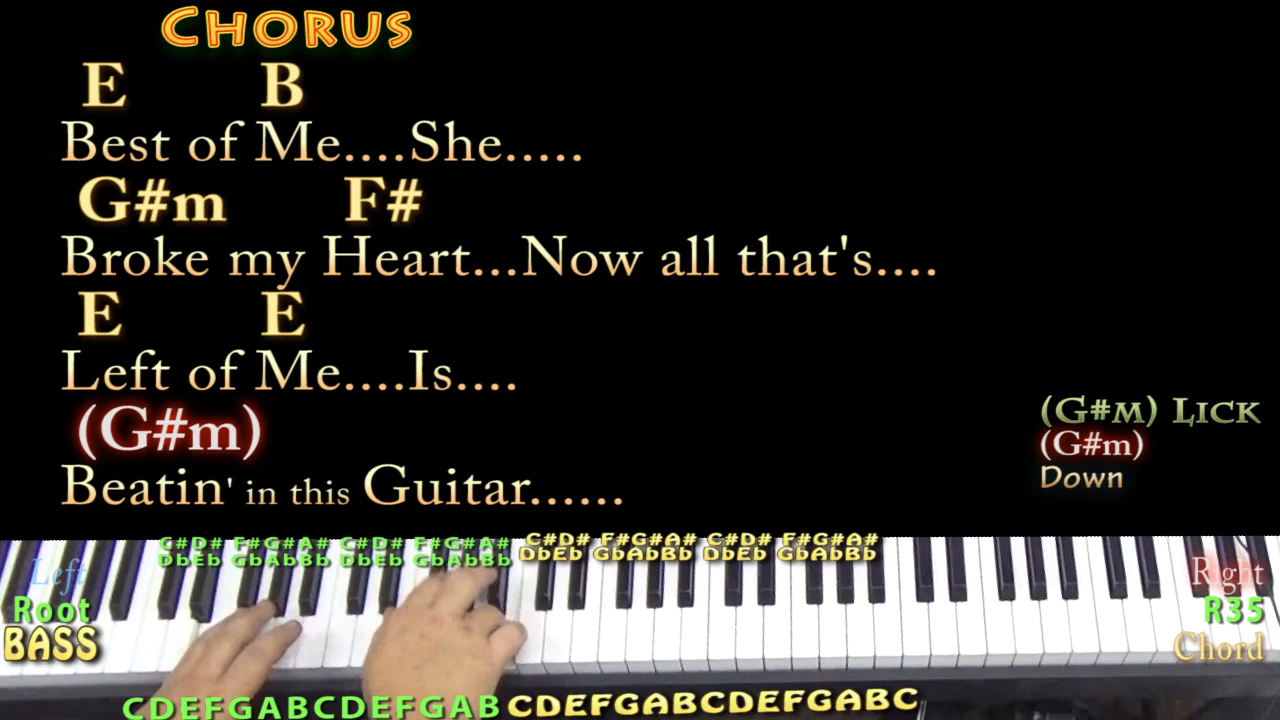 CHORUS
E B
Best of Me....She.....
G#m F#
Broke my Heart...Now all that's....
E E
Left of Me....Is....
(G#m)
Beatin' in this Guitar......
(G#M) LICK
(G#m)
Down
C#D# F#G#A# C#D# F#G#A# C#D# F#G#A# C#D# F#G#A#
DbEb GbAbBb DbEb GbAbBb DbEb GbAbBb DbEb GbAbBb
Left
Root
BASS
Right
R35
Chord
CDEFGABCDEFGAB CDEFGABCDEFGABC